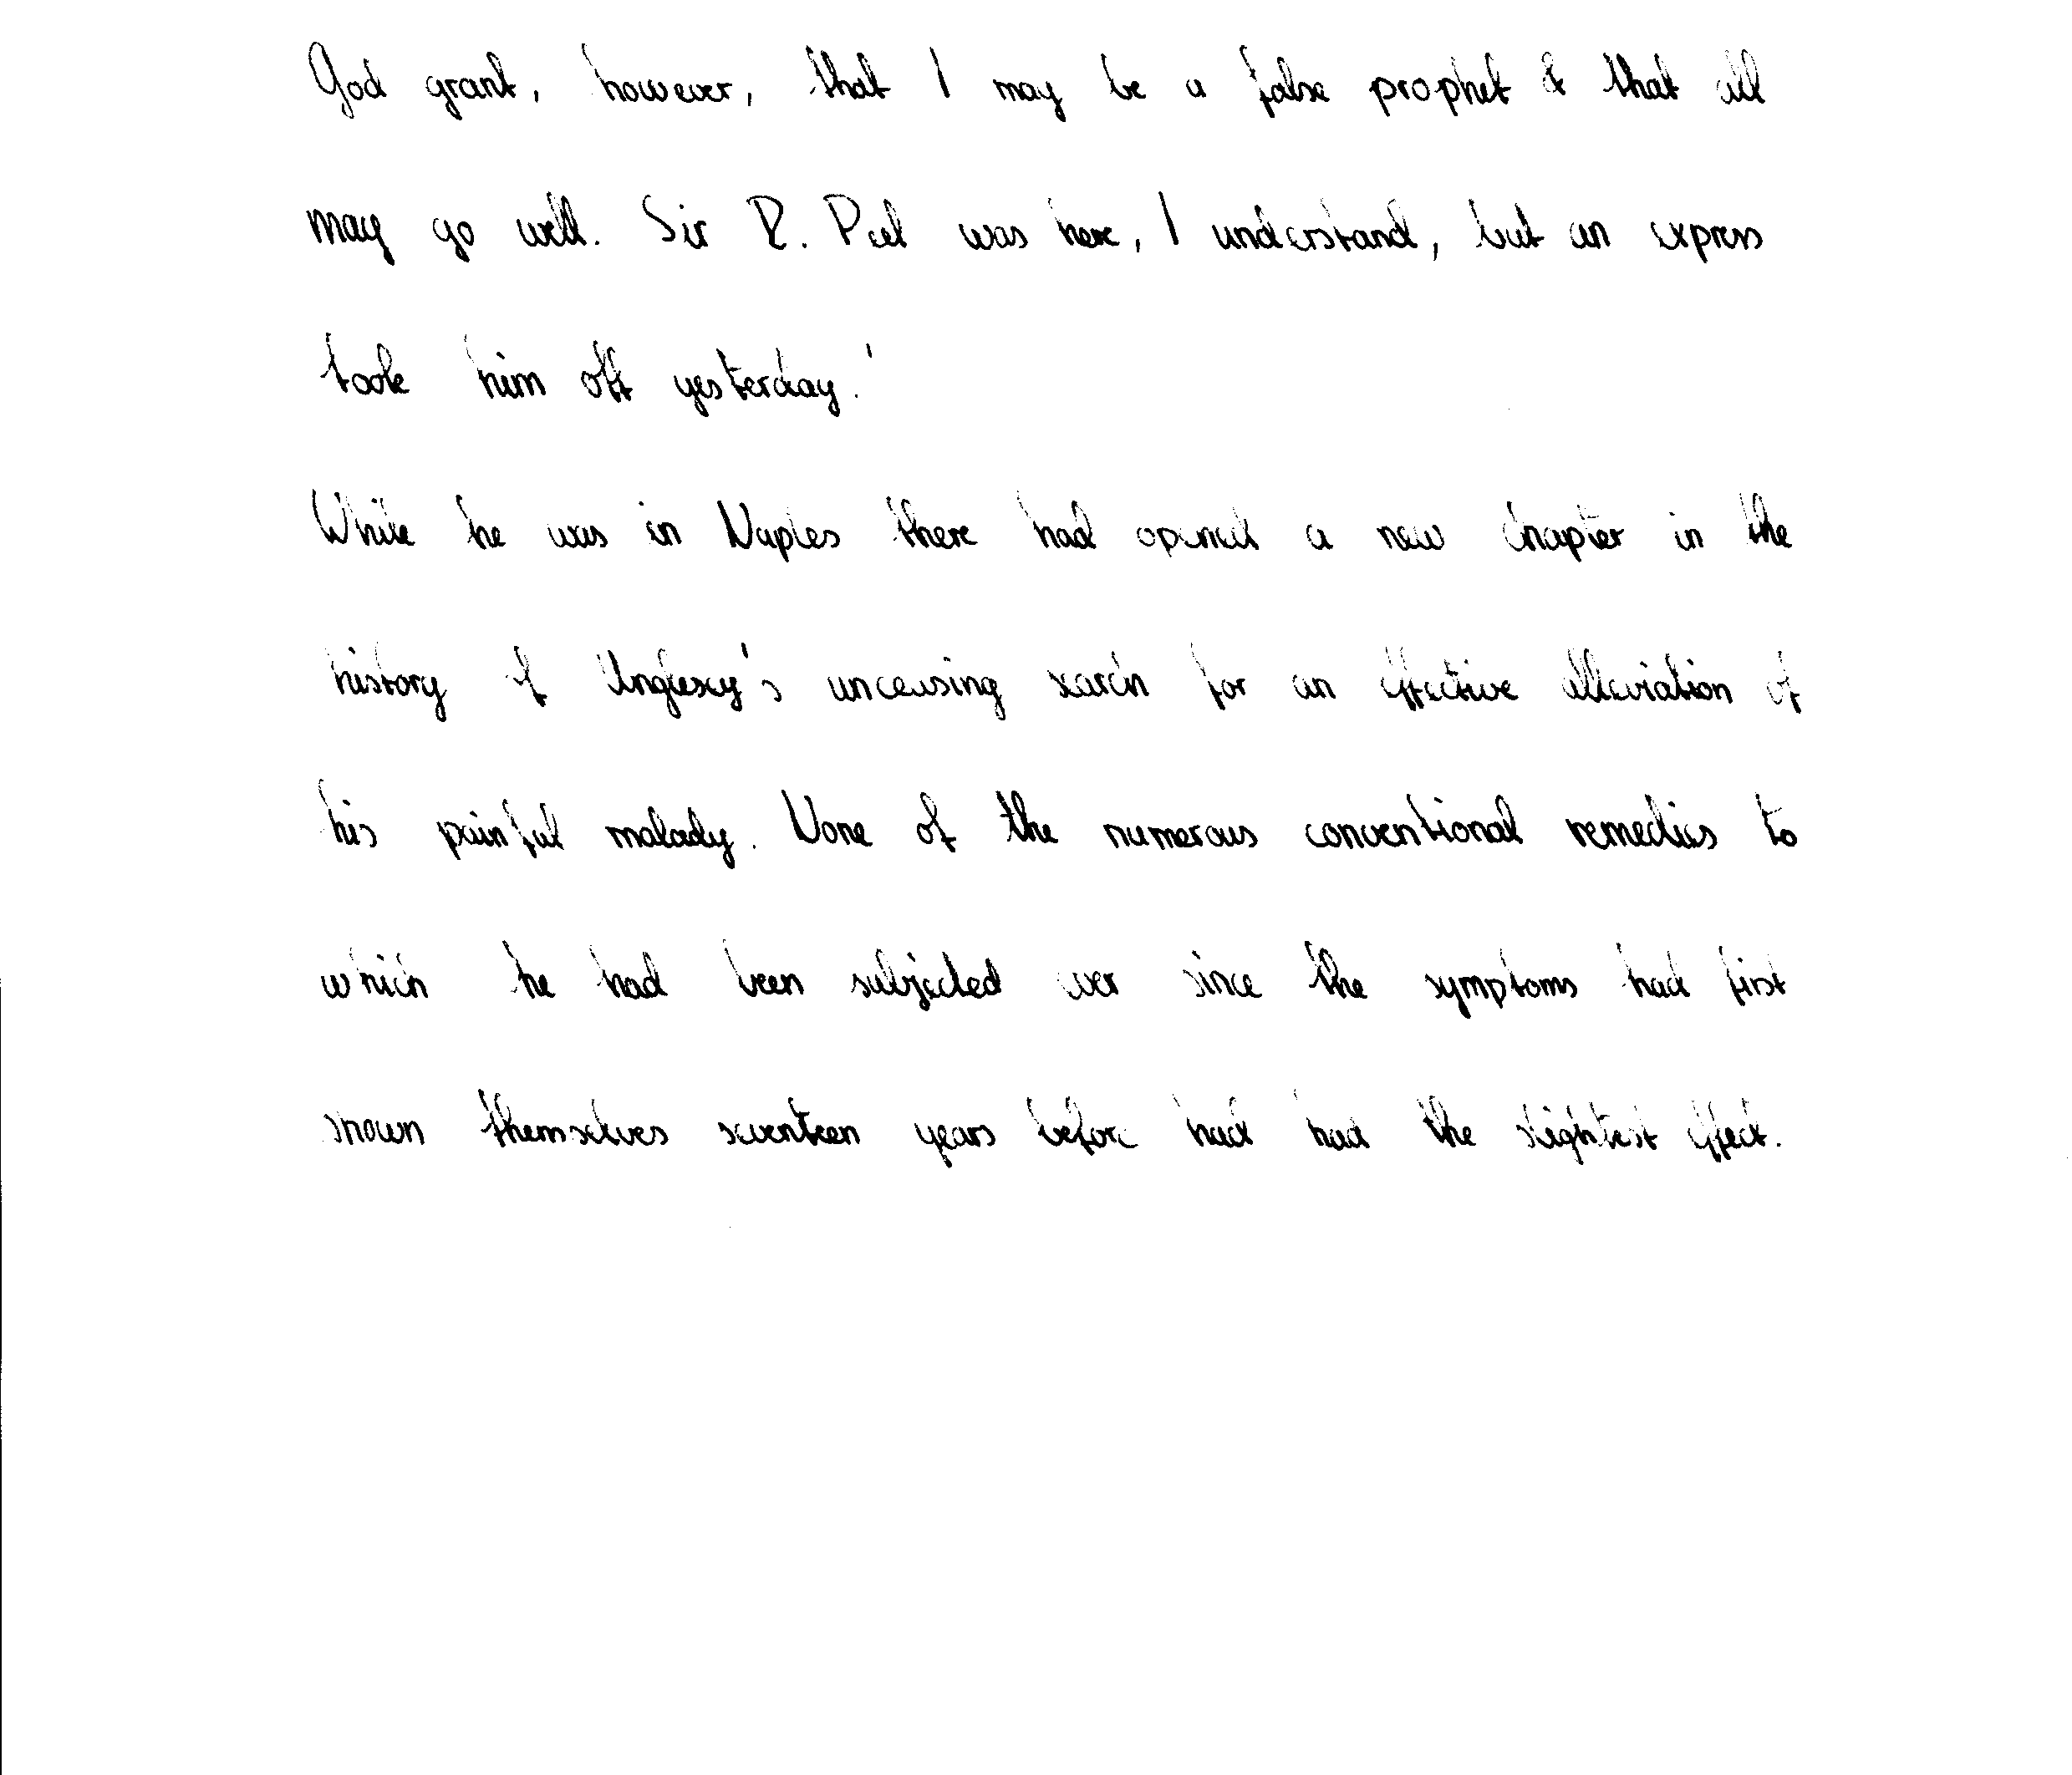 God grant, however, that I may be a false prophet & that all
may go well. Sir R. Peel was here, I understand, but an express
took him off yesterday.'
While he was in Naples there had opened a new chapter in the
history of Anglesey's unceasing search for an effective alleviation of
his painful malady. None of the numerous conventional remedies to
which he had been subjected ever since the symptoms had first
shown themselves seventeen years before had had the slightest effect.